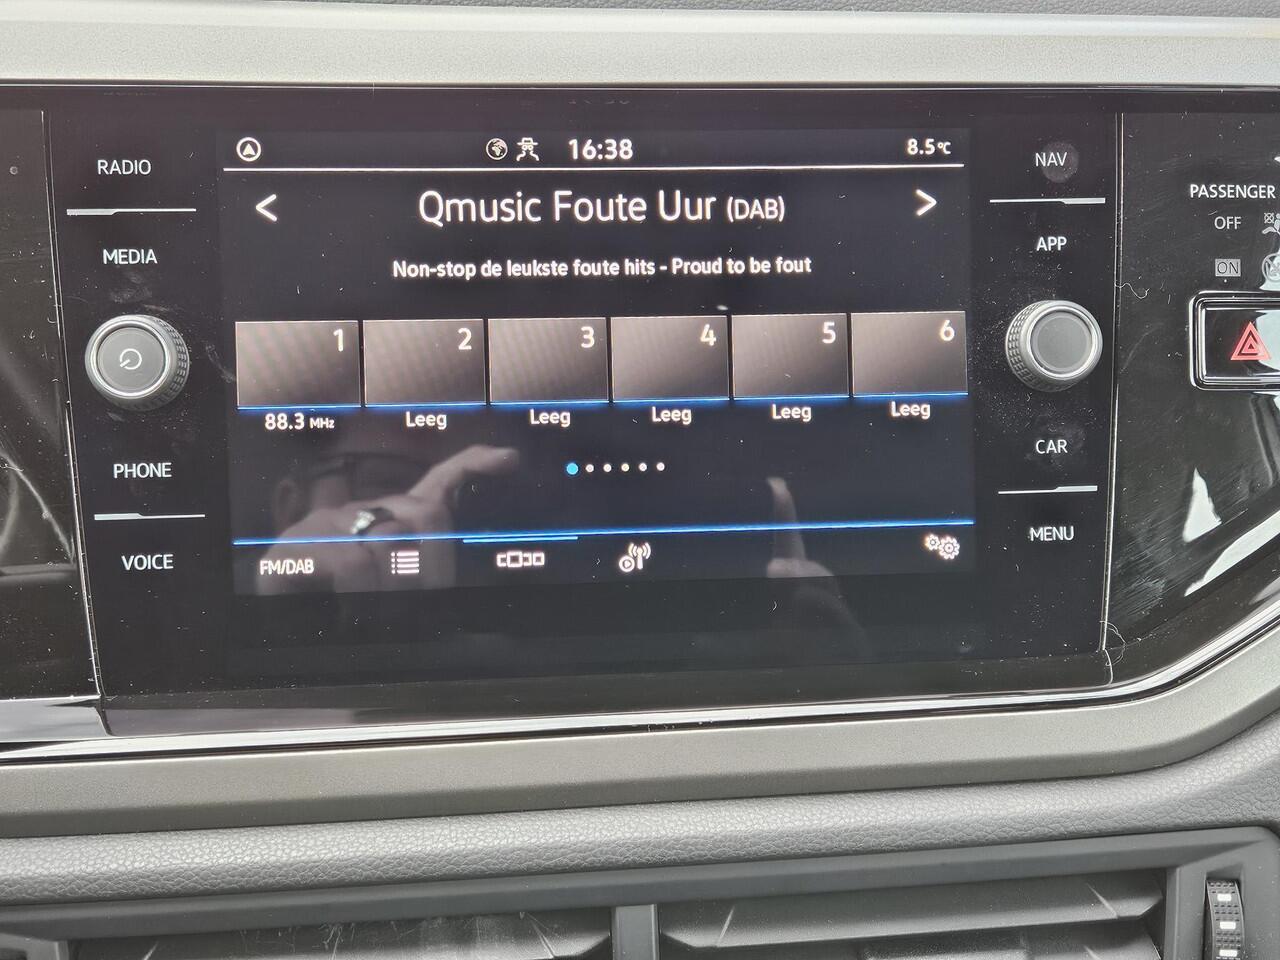 RADIO
MEDIA
PHONE
VOICE
16:38
8.5°C
< Qmusic Foute Uur (DAB) >
Non-stop de leukste foute hits - Proud to be fout
1 2 3 4 5 6
88.3 MHz Leeg Leeg Leeg Leeg Leeg
FM/DAB
NAV
APP
CAR
MENU
PASSENGER
OFF
ON